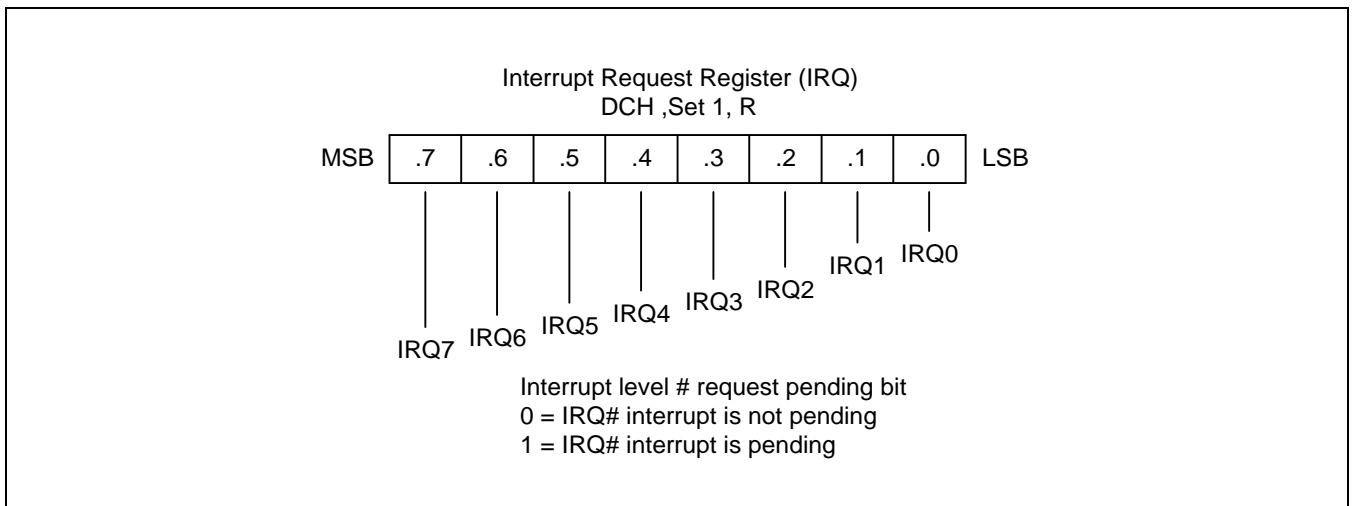 Interrupt Request Register (IRQ)
DCH ,Set 1, R
MSB .7 .6 .5 .4 .3 .2 .1 .0 LSB
IRQ7 IRQ6 IRQ5 IRQ4 IRQ3 IRQ2 IRQ1 IRQ0
Interrupt level # request pending bit
0 = IRQ# interrupt is not pending
1 = IRQ# interrupt is pending